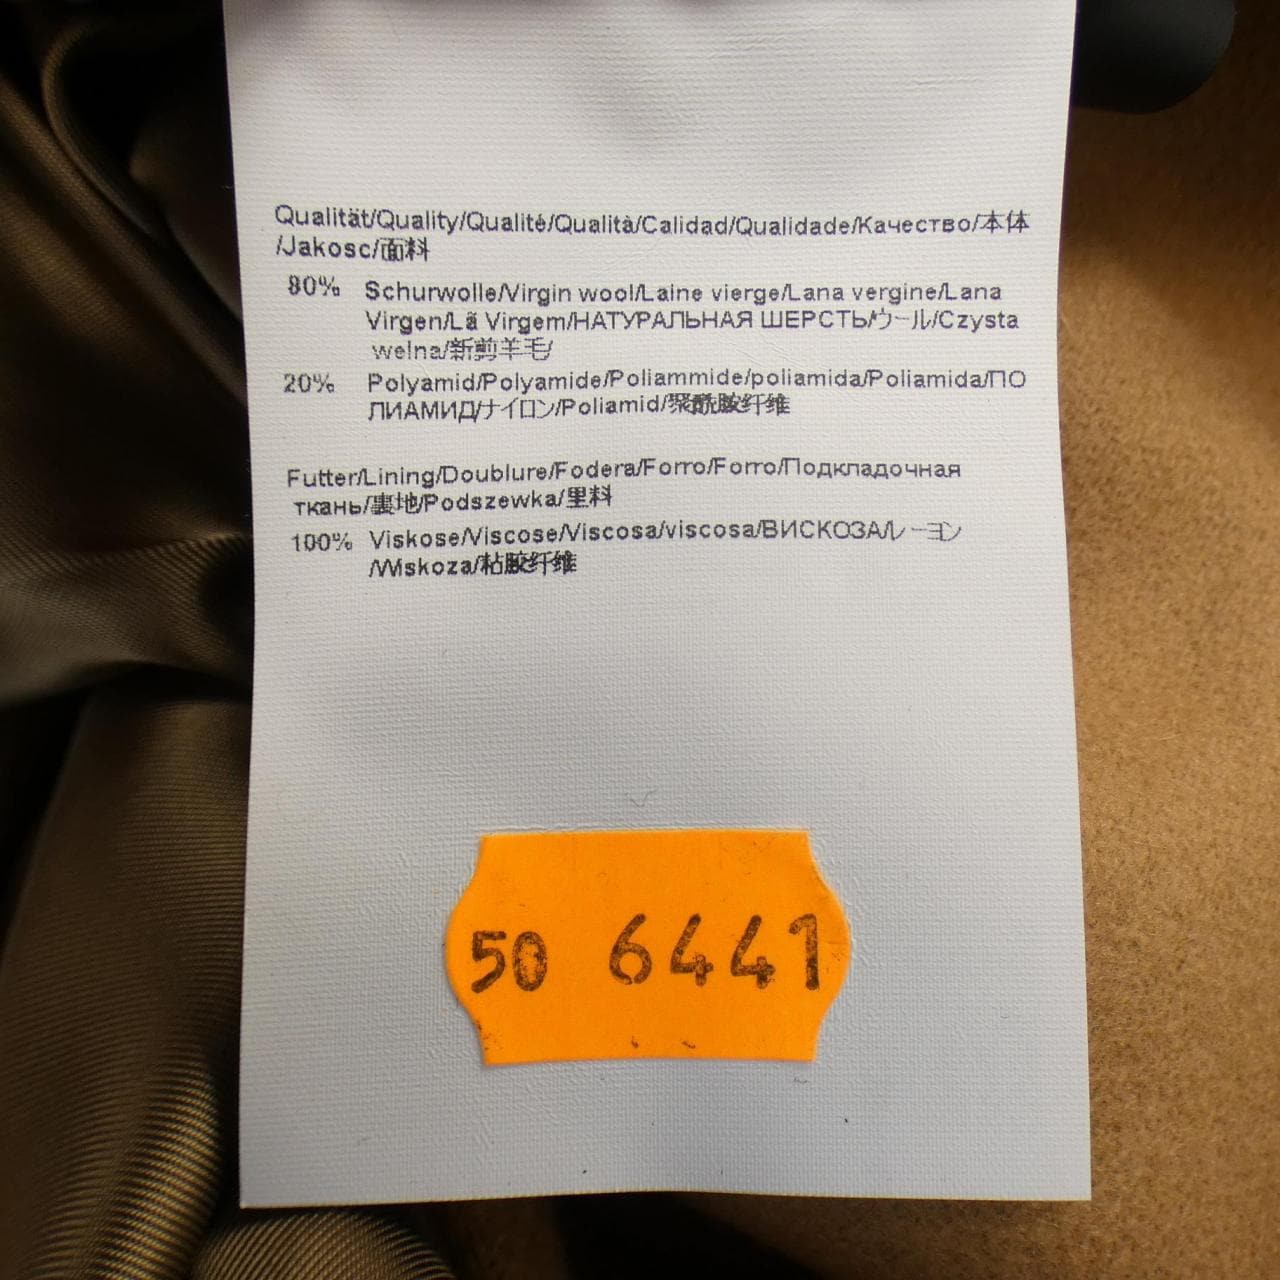 Qualität/Quality/Qualité/Qualità/Calidad/Qualidade/Качество/本体
/Jakosc/面料
80% Schurwolle/Virgin wool/Laine vierge/Lana vergine/Lana
Virgen/Lã Virgem/НАТУРАЛЬНАЯ ШЕРСТЬ/ウール/Czysta
welna/新剪羊毛/
20% Polyamid/Polyamide/Poliammide/poliamida/Poliamida/ПО
ЛИАМИД/ナイロン/Poliamid/聚酰胺纤维
Futter/Lining/Doublure/Fodera/Forro/Forro/Подкладочная
ткань/裏地/Podszewka/里料
100% Viskose/Viscose/Viscosa/viscosa/ВИСКОЗА/レーヨン
/Wiskoza/粘胶纤维
50 6441